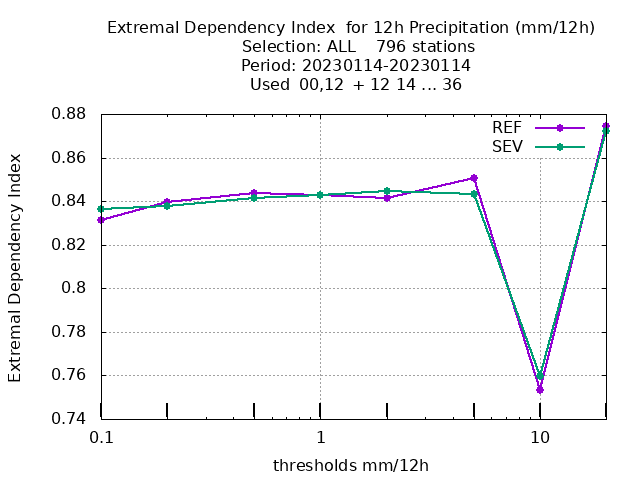 Extremal Dependency Index  for 12h Precipitation (mm/12h)
Selection: ALL    796 stations
Period: 20230114-20230114
Used  00,12  + 12 14 ... 36
REF
SEV
0.88
0.86
0.84
0.82
0.8
0.78
0.76
0.74
Extremal Dependency Index
0.1
1
10
thresholds mm/12h